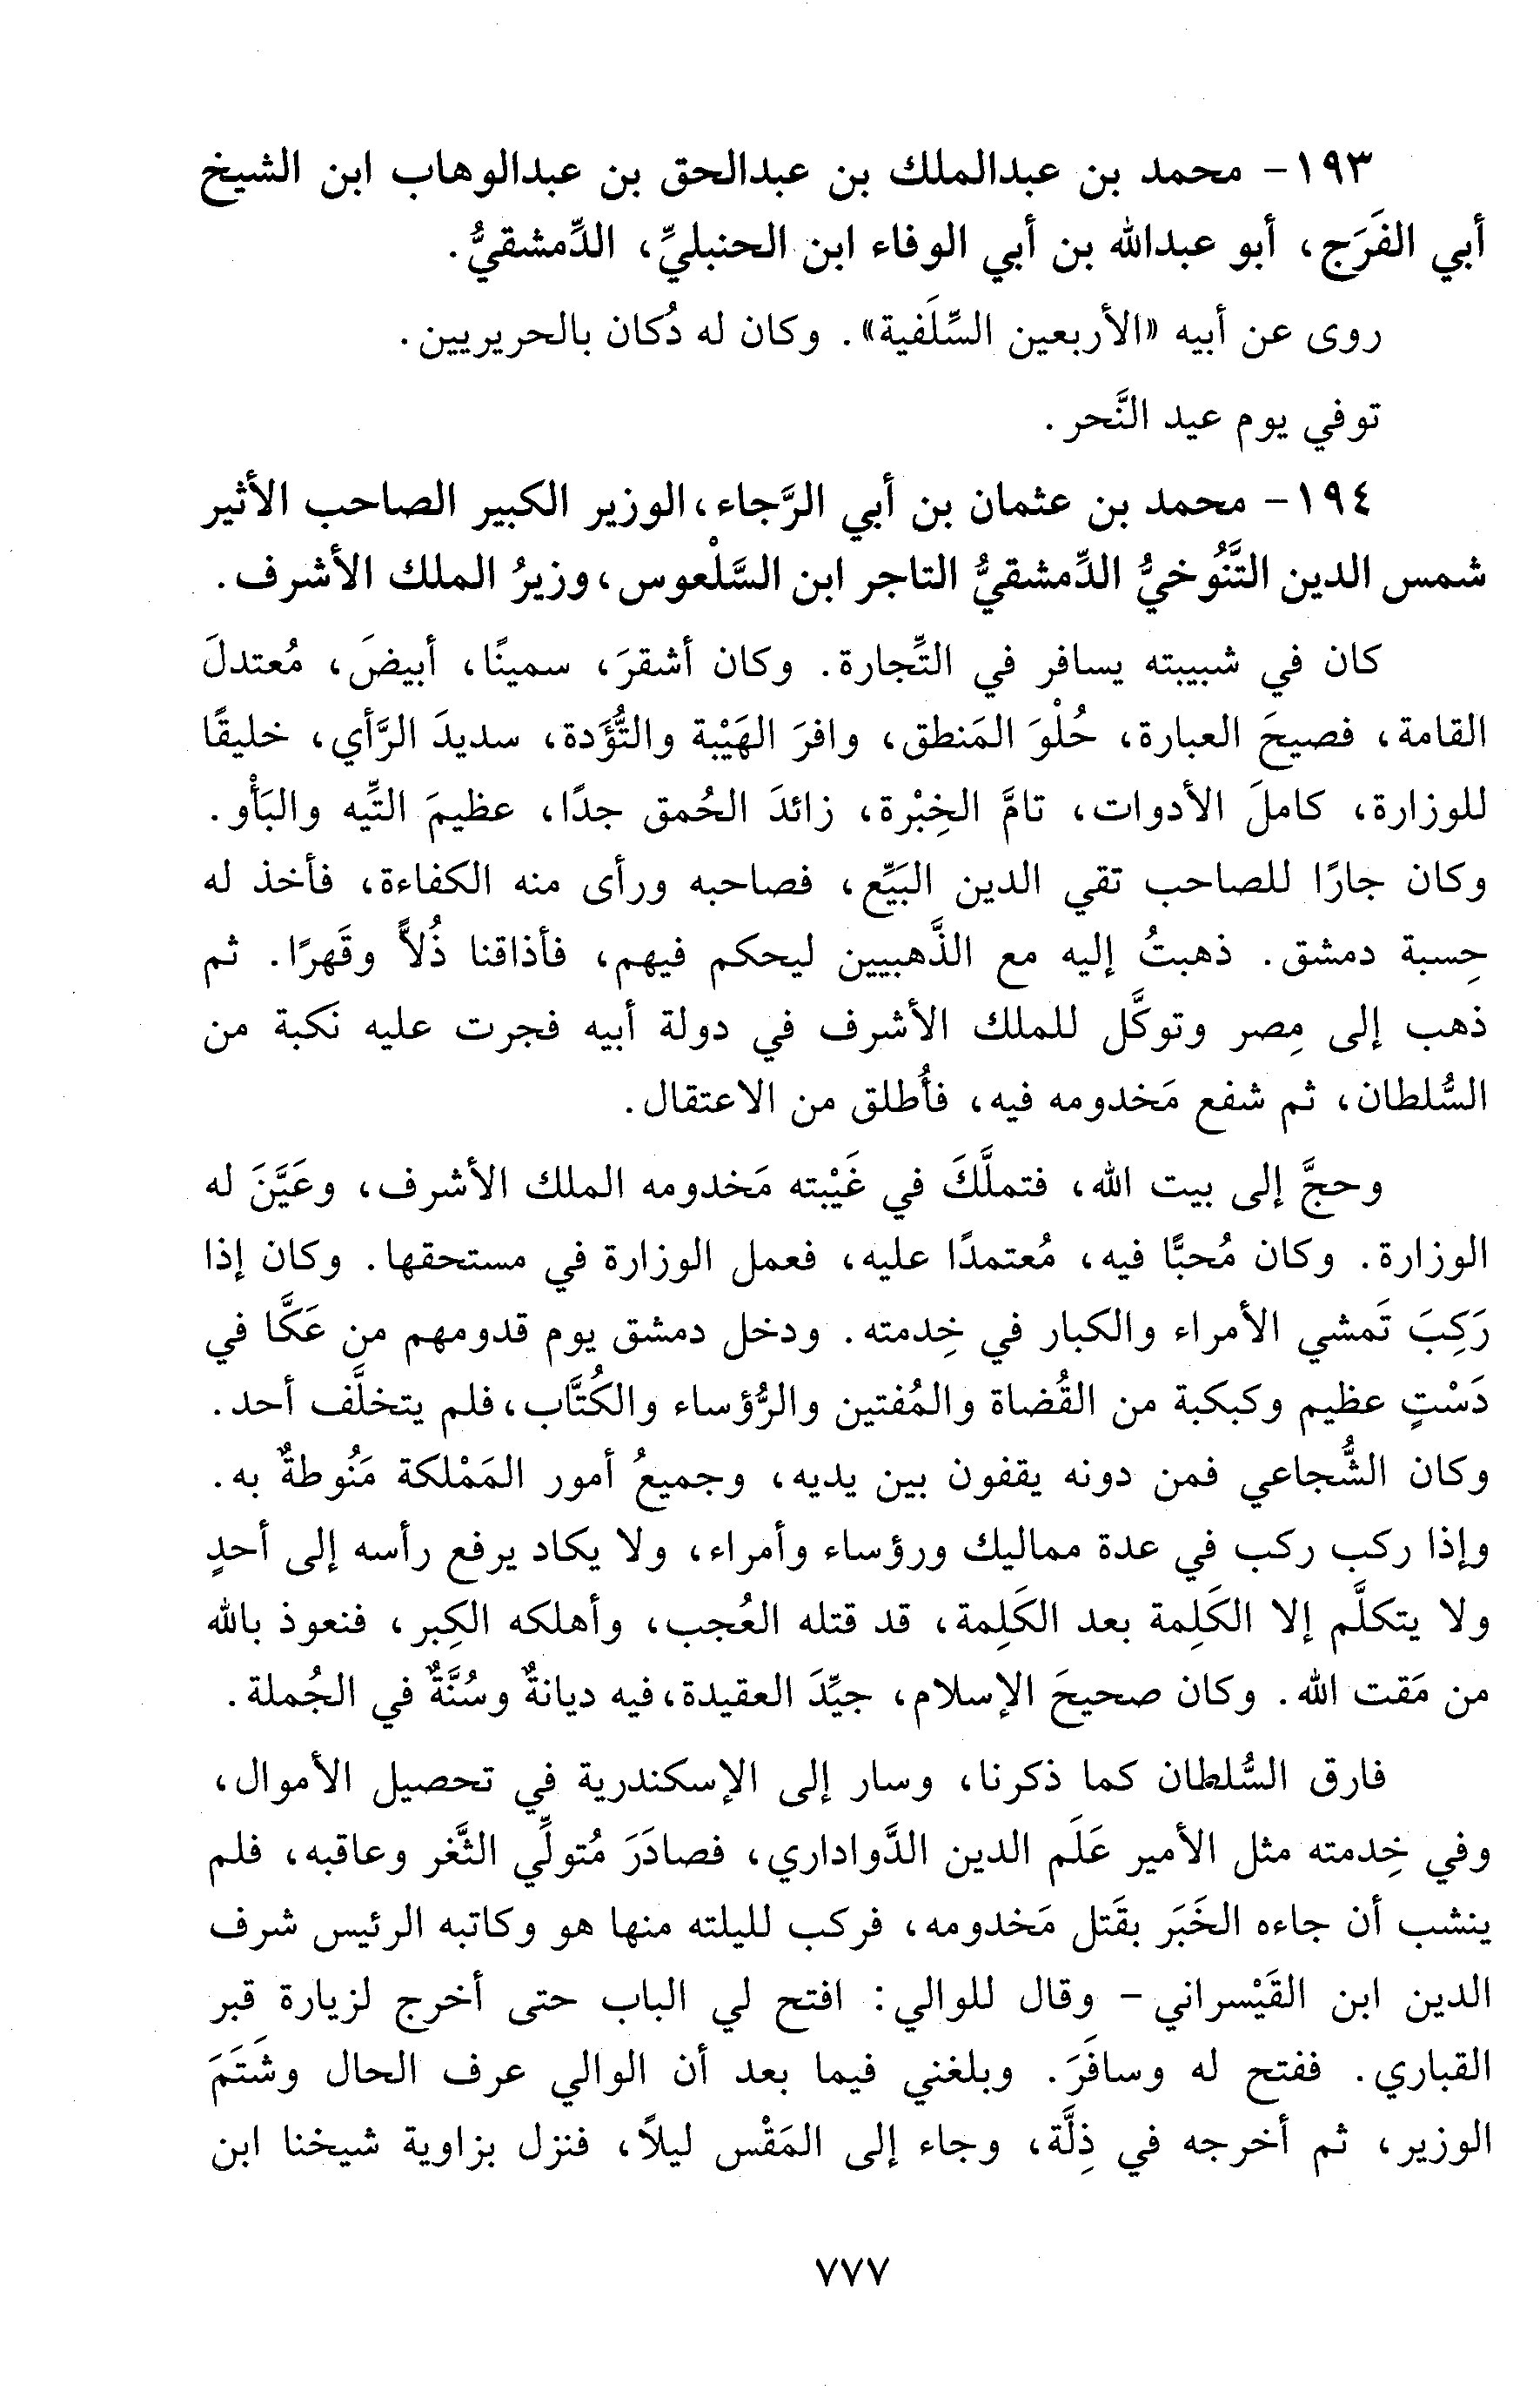 ١٩٣- محمد بن عبدالملك بن عبدالحق بن عبدالوهاب ابن الشيخ
أبي الفَرَج، أبو عبدالله بن أبي الوفاء ابن الحنبليِّ، الدِّمشقيُّ.
روى عن أبيه «الأربعين السِّلَفية». وكان له دُكان بالحريريين.
توفي يوم عيد النَّحر.
١٩٤- محمد بن عثمان بن أبي الرَّجاء، الوزير الكبير الصاحب الأثير
شمس الدين التَّنُوخيُّ الدِّمشقيُّ التاجر ابن السَّلْعوس، وزيرُ الملك الأشرف.
كان في شبيبته يسافر في التِّجارة. وكان أشقرَ، سمينًا، أبيضَ، مُعتدلَ
القامة، فصيحَ العبارة، حُلْوَ المَنطق، وافرَ الهَيْبة والتُّؤَدة، سديدَ الرَّأي، خليقًا
للوزارة، كاملَ الأدوات، تامَّ الخِبْرة، زائدَ الحُمق جدًا، عظيمَ التِّيه والبَأْو.
وكان جارًا للصاحب تقي الدين البَيِّع، فصاحبه ورأى منه الكفاءة، فأخذ له
حِسبة دمشق. ذهبتُ إليه مع الذَّهبيين ليحكم فيهم، فأذاقنا ذُلاًّ وقَهرًا. ثم
ذهب إلى مِصر وتوكَّل للملك الأشرف في دولة أبيه فجرت عليه نكبة من
السُّلطان، ثم شفع مَخدومه فيه، فأُطلق من الاعتقال.
وحجَّ إلى بيت الله، فتملَّكَ في غَيْبته مَخدومه الملك الأشرف، وعَيَّنَ له
الوزارة. وكان مُحبًّا فيه، مُعتمدًا عليه، فعمل الوزارة في مستحقها. وكان إذا
رَكِبَ تَمشي الأمراء والكبار في خِدمته. ودخل دمشق يوم قدومهم من عَكَّا في
دَسْتٍ عظيم وكبكبة من القُضاة والمُفتين والرُّؤساء والكُتَّاب، فلم يتخلَّف أحد.
وكان الشُّجاعي فمن دونه يقفون بين يديه، وجميعُ أمور المَمْلكة مَنُوطةٌ به.
وإذا ركب ركب في عدة مماليك ورؤساء وأمراء، ولا يكاد يرفع رأسه إلى أحدٍ
ولا يتكلَّم إلا الكَلِمة بعد الكَلِمة، قد قتله العُجب، وأهلكه الكِبر، فنعوذ بالله
من مَقت الله. وكان صحيحَ الإسلام، جيِّدَ العقيدة، فيه ديانةٌ وسُنَّةٌ في الجُملة.
فارق السُّلطان كما ذكرنا، وسار إلى الإسكندرية في تحصيل الأموال،
وفي خِدمته مثل الأمير عَلَم الدين الدَّواداري، فصادَرَ مُتولِّي الثَّغر وعاقبه، فلم
ينشب أن جاءه الخَبَر بقَتل مَخدومه، فركب لليلته منها هو وكاتبه الرئيس شرف
الدين ابن القَيْسراني - وقال للوالي: افتح لي الباب حتى أخرج لزيارة قبر
القباري. ففتح له وسافَرَ. وبلغني فيما بعد أن الوالي عرف الحال وشَتَمَ
الوزير، ثم أخرجه في ذِلَّة، وجاء إلى المَقْس ليلاً، فنزل بزاوية شيخنا ابن
٧٧٧